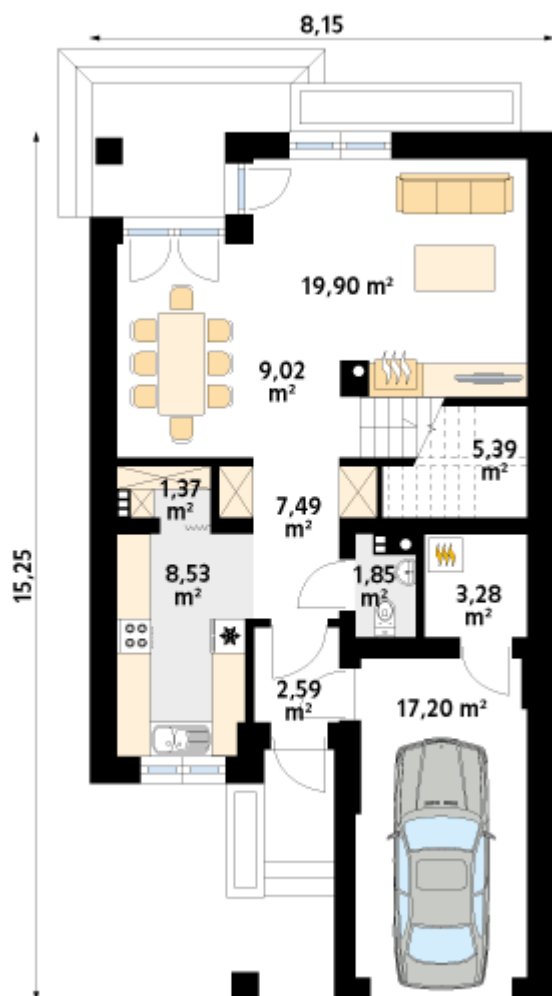 8,15
19,90 m²
9,02
m²
5,39
m²
1,37
m²
7,49
m²
15,25
8,53
m²
1,85
m²
3,28
m²
2,59
m²
17,20 m²